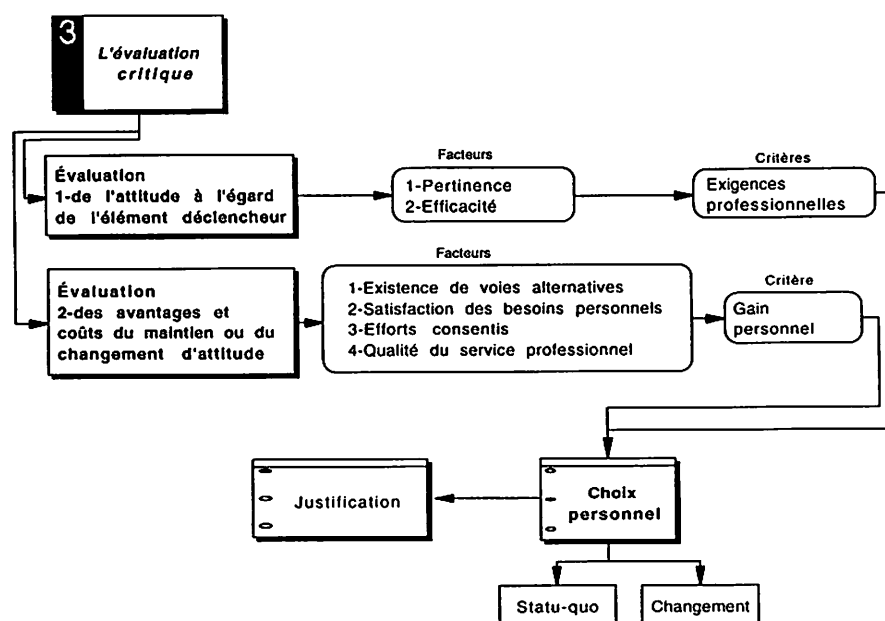 3
L'évaluation
critique
Évaluation
1-de l'attitude à l'égard
de l'élément déclencheur
Facteurs
1-Pertinence
2-Efficacité
Critères
Exigences
professionnelles
Évaluation
2-des avantages et
coûts du maintien ou du
changement d'attitude
Facteurs
1-Existence de voies alternatives
2-Satisfaction des besoins personnels
3-Efforts consentis
4-Qualité du service professionnel
Critère
Gain
personnel
Justification
Choix
personnel
Statu-quo
Changement